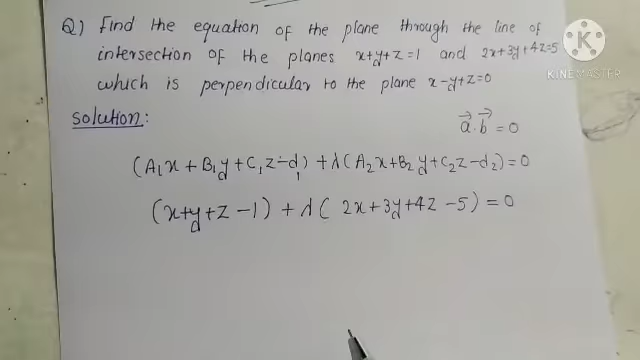 Q) Find the equation of the plane through the line of
intersection of the planes x+y+z=1 and 2x+3y+4z=5
which is perpendicular to the plane x-y+z=0
Solution:
a⃗.b⃗ = 0
(A₁x + B₁y + C₁z - d₁) + λ(A₂x + B₂y + C₂z - d₂) = 0
(x+y+z-1) + λ( 2x+3y+4z -5) = 0
K
KINEMASTER